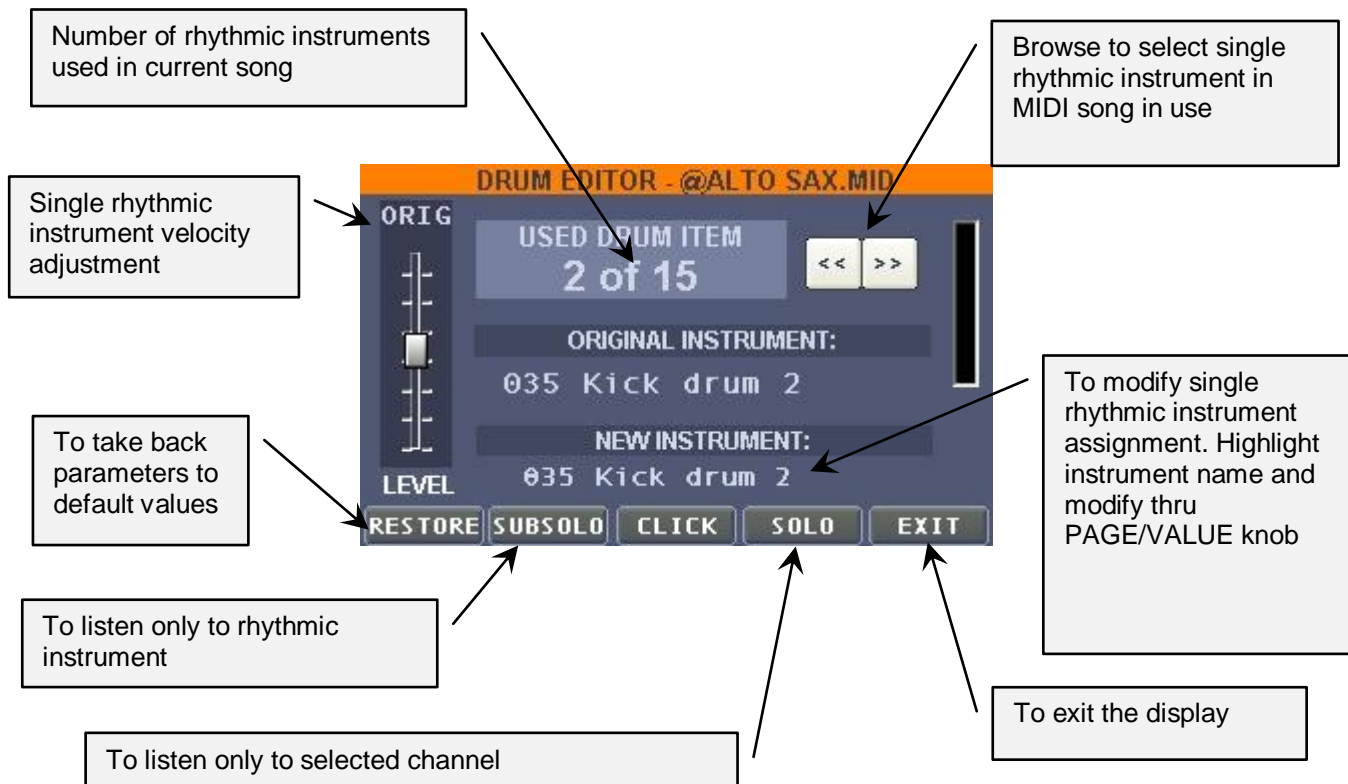 Number of rhythmic instruments
used in current song
Browse to select single
rhythmic instrument in
MIDI song in use
Single rhythmic
instrument velocity
adjustment
DRUM EDITOR - @ALTO SAX.MID
ORIG
USED DRUM ITEM
2 of 15
<< >>
ORIGINAL INSTRUMENT:
035 Kick drum 2
NEW INSTRUMENT:
035 Kick drum 2
LEVEL
RESTORE SUBSOLO CLICK SOLO EXIT
To modify single
rhythmic instrument
assignment. Highlight
instrument name and
modify thru
PAGE/VALUE knob
To take back
parameters to
default values
To listen only to rhythmic
instrument
To exit the display
To listen only to selected channel